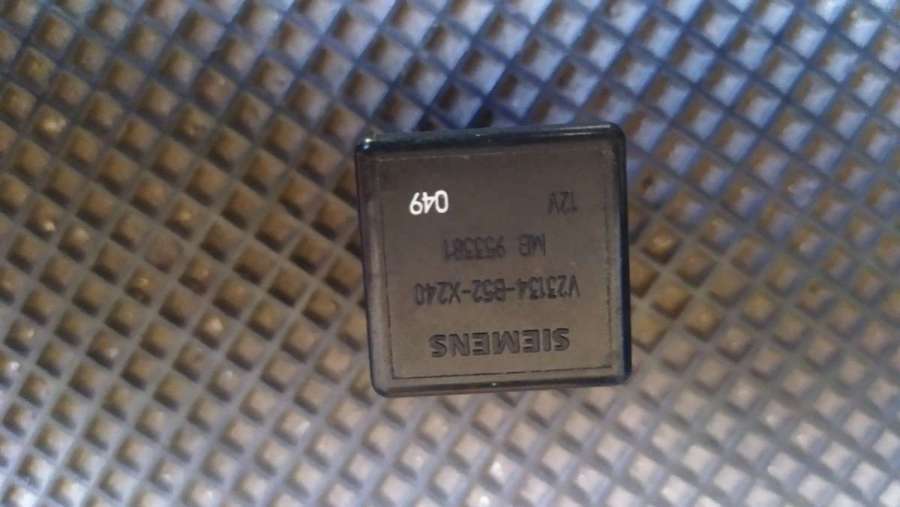 SIEMENS
V23134-B52-X240
MB 953381
12V 049